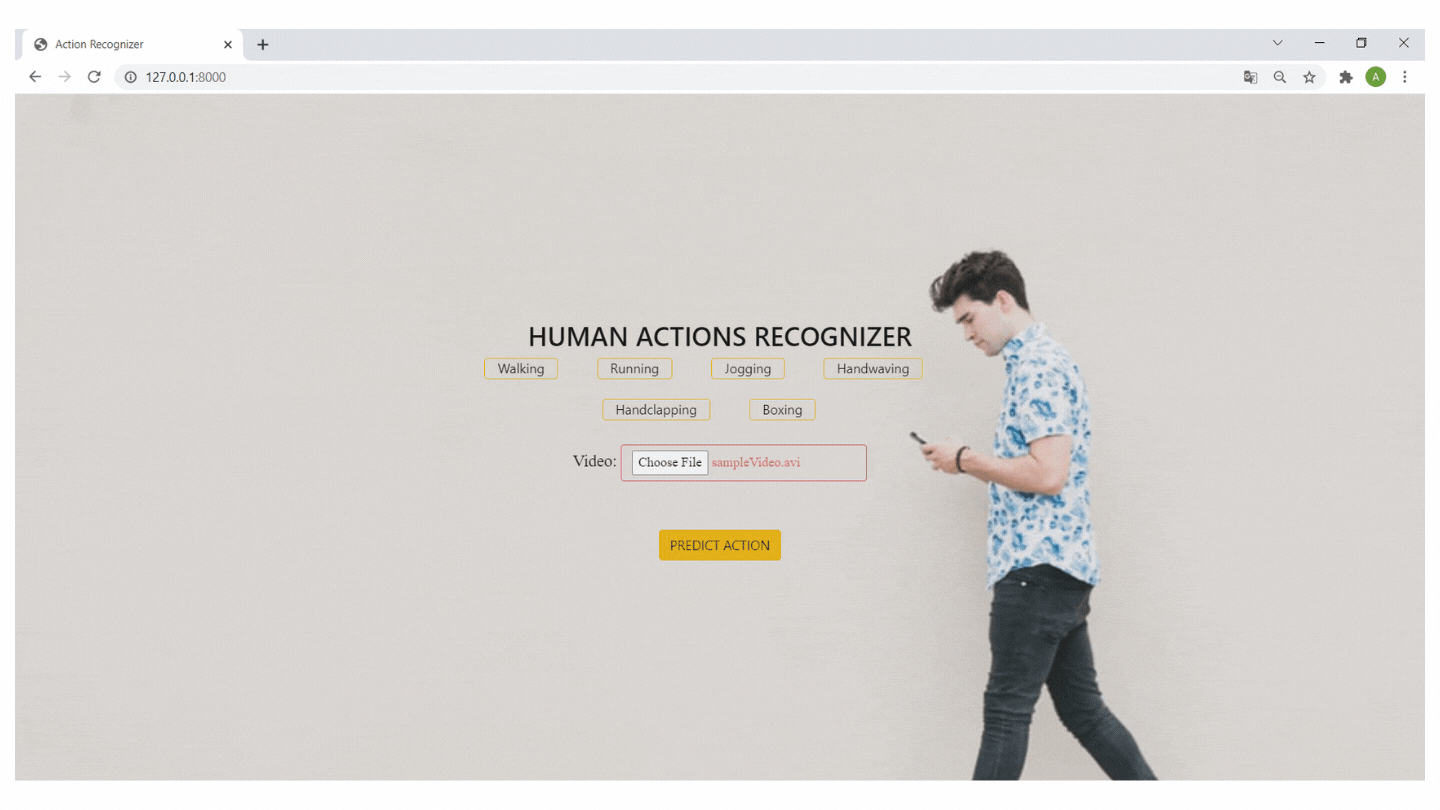 Action Recognizer
127.0.0.1:8000
A
HUMAN ACTIONS RECOGNIZER
Walking Running Jogging Handwaving
Handclapping Boxing
Video: Choose File sampleVideo.avi
PREDICT ACTION